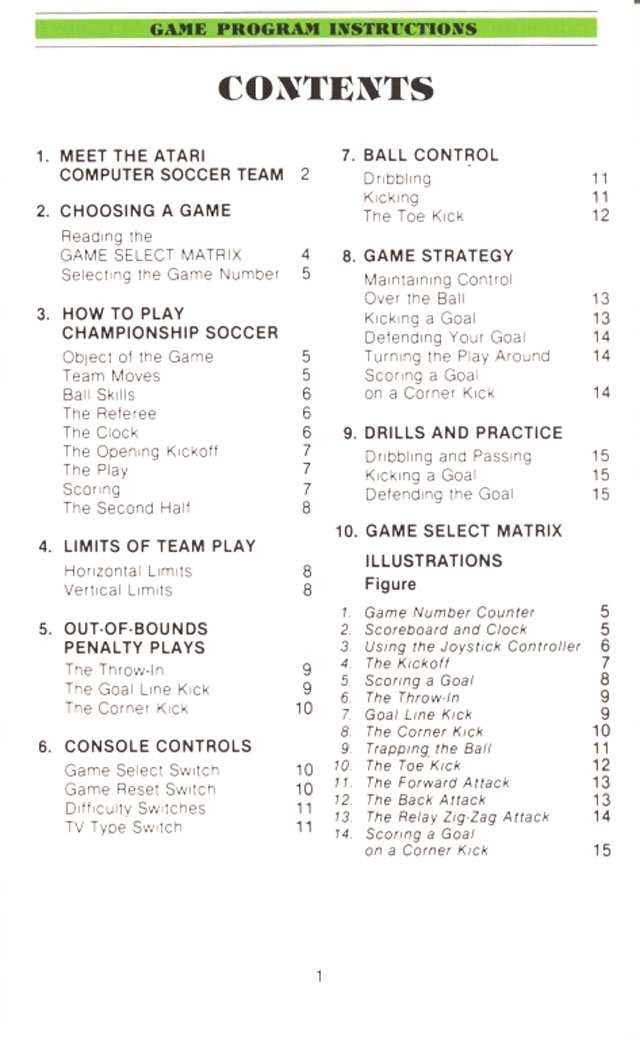 GAME PROGRAM INSTRUCTIONS
CONTENTS
1. MEET THE ATARI
COMPUTER SOCCER TEAM 2
2. CHOOSING A GAME
Reading the
GAME SELECT MATRIX 4
Selecting the Game Number 5
3. HOW TO PLAY
CHAMPIONSHIP SOCCER
Object of the Game 5
Team Moves 5
Ball Skills 6
The Referee 6
The Clock 6
The Opening Kickoff 7
The Play 7
Scoring 7
The Second Half 8
4. LIMITS OF TEAM PLAY
Horizontal Limits 8
Vertical Limits 8
5. OUT-OF-BOUNDS
PENALTY PLAYS
The Throw-In 9
The Goal Line Kick 9
The Corner Kick 10
6. CONSOLE CONTROLS
Game Select Switch 10
Game Reset Switch 10
Difficulty Switches 11
TV Type Switch 11
7. BALL CONTROL
Dribbling 11
Kicking 11
The Toe Kick 12
8. GAME STRATEGY
Maintaining Control
Over the Ball 13
Kicking a Goal 13
Defending Your Goal 14
Turning the Play Around 14
Scoring a Goal
on a Corner Kick 14
9. DRILLS AND PRACTICE
Dribbling and Passing 15
Kicking a Goal 15
Defending the Goal 15
10. GAME SELECT MATRIX
ILLUSTRATIONS
Figure
1. Game Number Counter 5
2. Scoreboard and Clock 5
3. Using the Joystick Controller 6
4. The Kickoff 7
5. Scoring a Goal 8
6. The Throw-In 9
7. Goal Line Kick 9
8. The Corner Kick 10
9. Trapping the Ball 11
10. The Toe Kick 12
11. The Forward Attack 13
12. The Back Attack 13
13. The Relay Zig-Zag Attack 14
14. Scoring a Goal
on a Corner Kick 15
1